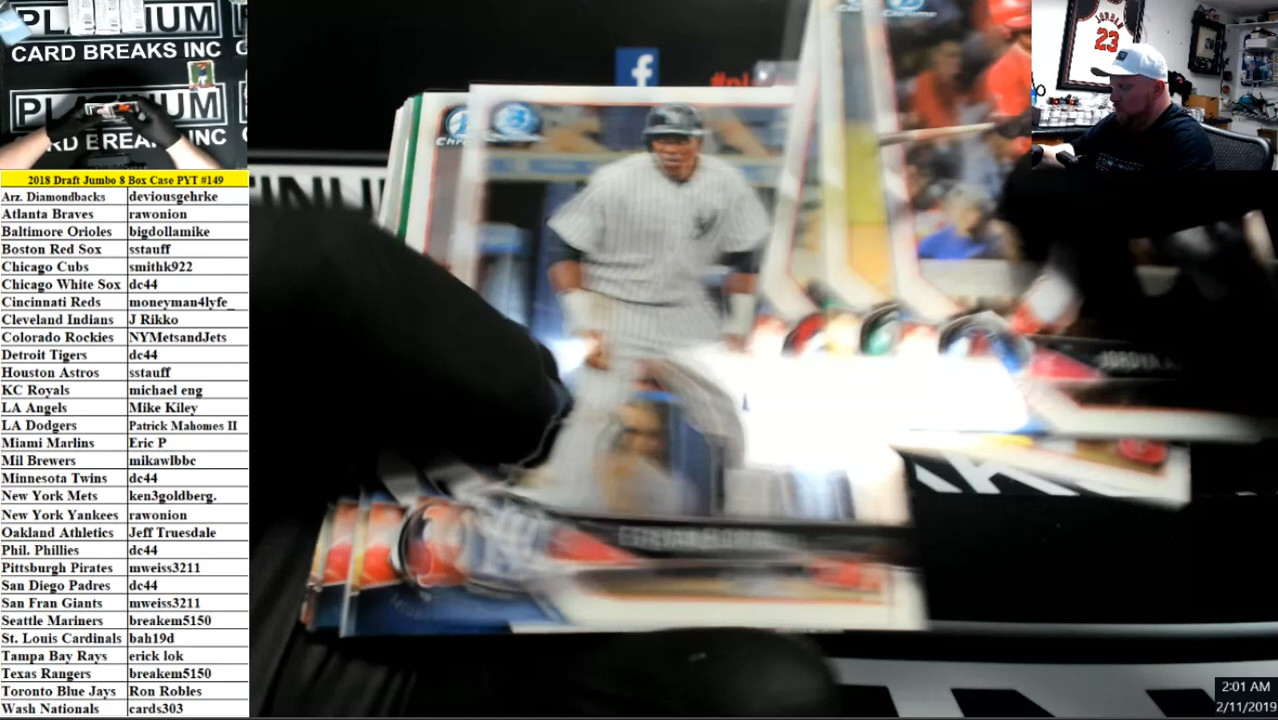 PLATINUM
CARD BREAKS INC
PLATINUM
CARD BREAKS INC
2018 Draft Jumbo 8 Box Case PYT #149
Arz. Diamondbacks deviousgehrke
Atlanta Braves rawonion
Baltimore Orioles bigdollamike
Boston Red Sox sstauff
Chicago Cubs smithk922
Chicago White Sox dc44
Cincinnati Reds moneyman4lyfe_
Cleveland Indians J Rikko
Colorado Rockies NYMetsandJets
Detroit Tigers dc44
Houston Astros sstauff
KC Royals michael eng
LA Angels Mike Kiley
LA Dodgers Patrick Mahomes II
Miami Marlins Eric P
Mil Brewers mikawlbbc
Minnesota Twins dc44
New York Mets ken3goldberg.
New York Yankees rawonion
Oakland Athletics Jeff Truesdale
Phil. Phillies dc44
Pittsburgh Pirates mweiss3211
San Diego Padres dc44
San Fran Giants mweiss3211
Seattle Mariners breakem5150
St. Louis Cardinals bah19d
Tampa Bay Rays erick lok
Texas Rangers breakem5150
Toronto Blue Jays Ron Robles
Wash Nationals cards303
f
Chrome
JORDAN
23
2:01 AM
2/11/2019